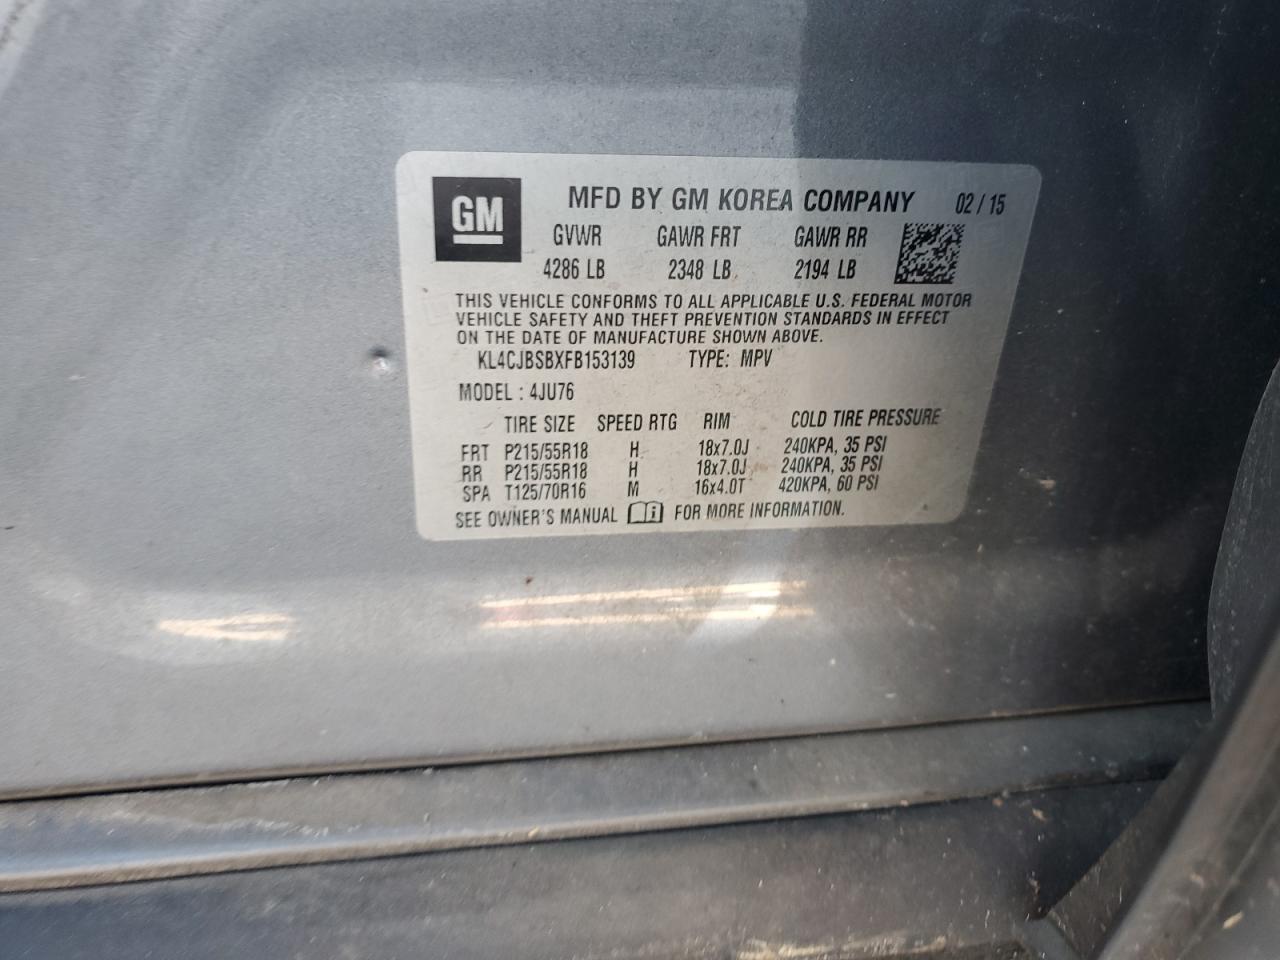 GM MFD BY GM KOREA COMPANY 02 / 15
GVWR GAWR FRT GAWR RR
4286 LB 2348 LB 2194 LB
THIS VEHICLE CONFORMS TO ALL APPLICABLE U.S. FEDERAL MOTOR
VEHICLE SAFETY AND THEFT PREVENTION STANDARDS IN EFFECT
ON THE DATE OF MANUFACTURE SHOWN ABOVE.
KL4CJBSBXFB153139 TYPE: MPV
MODEL : 4JU76
TIRE SIZE SPEED RTG RIM COLD TIRE PRESSURE
FRT P215/55R18 H 18x7.0J 240KPA, 35 PSI
RR P215/55R18 H 18x7.0J 240KPA, 35 PSI
SPA T125/70R16 M 16x4.0T 420KPA, 60 PSI
SEE OWNER'S MANUAL FOR MORE INFORMATION.